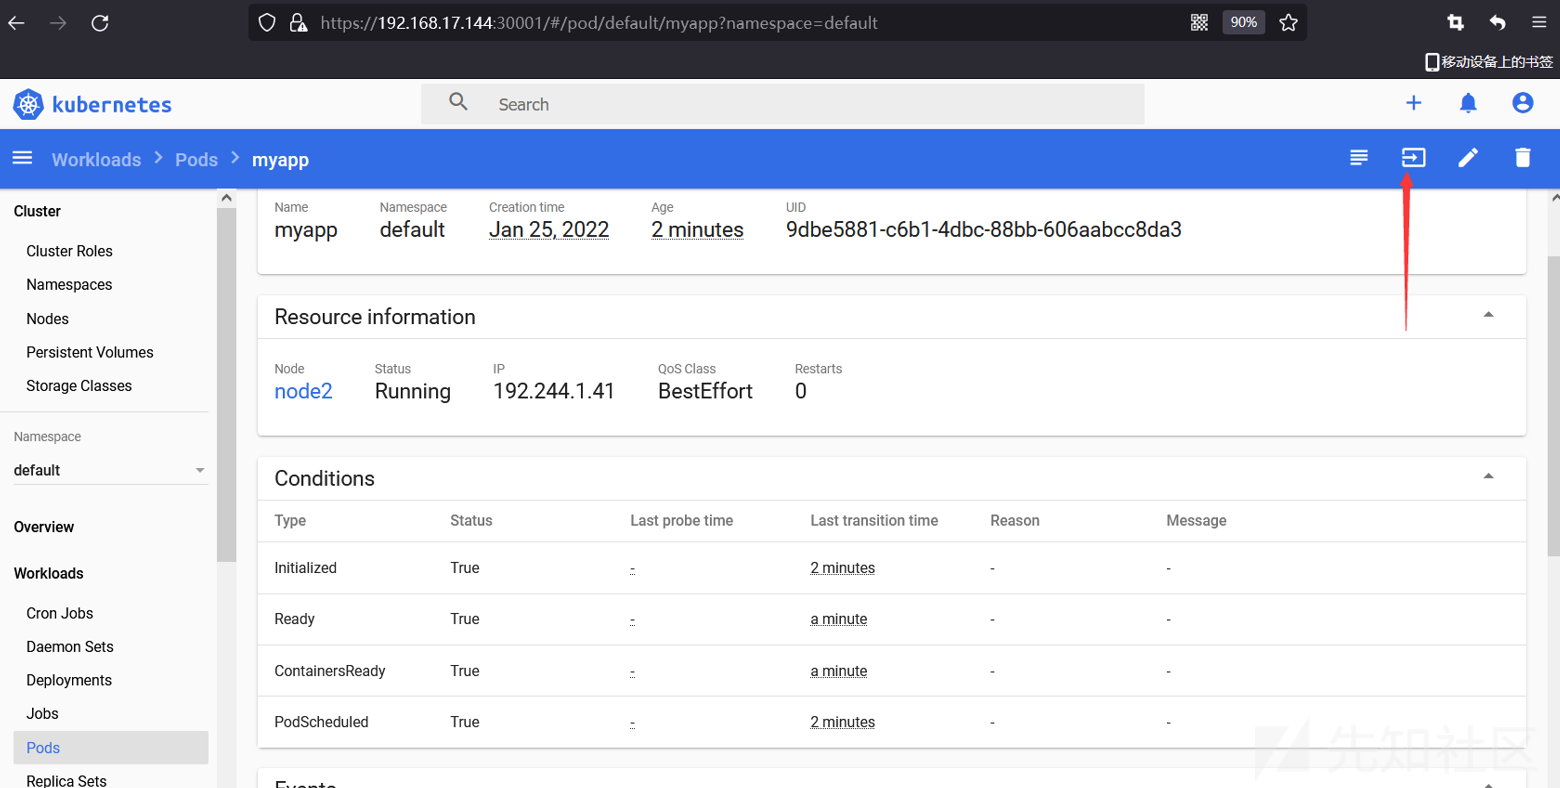 https://192.168.17.144:30001/#/pod/default/myapp?namespace=default
90%
移动设备上的书签
kubernetes
Search
Workloads > Pods > myapp
Cluster
Cluster Roles
Namespaces
Nodes
Persistent Volumes
Storage Classes
Namespace
default
Overview
Workloads
Cron Jobs
Daemon Sets
Deployments
Jobs
Pods
Replica Sets
Name Namespace Creation time Age UID
myapp default Jan 25, 2022 2 minutes 9dbe5881-c6b1-4dbc-88bb-606aabcc8da3
Resource information
Node Status IP QoS Class Restarts
node2 Running 192.244.1.41 BestEffort 0
Conditions
Type Status Last probe time Last transition time Reason Message
Initialized True - 2 minutes - -
Ready True - a minute - -
ContainersReady True - a minute - -
PodScheduled True - 2 minutes - -
Events
先知社区